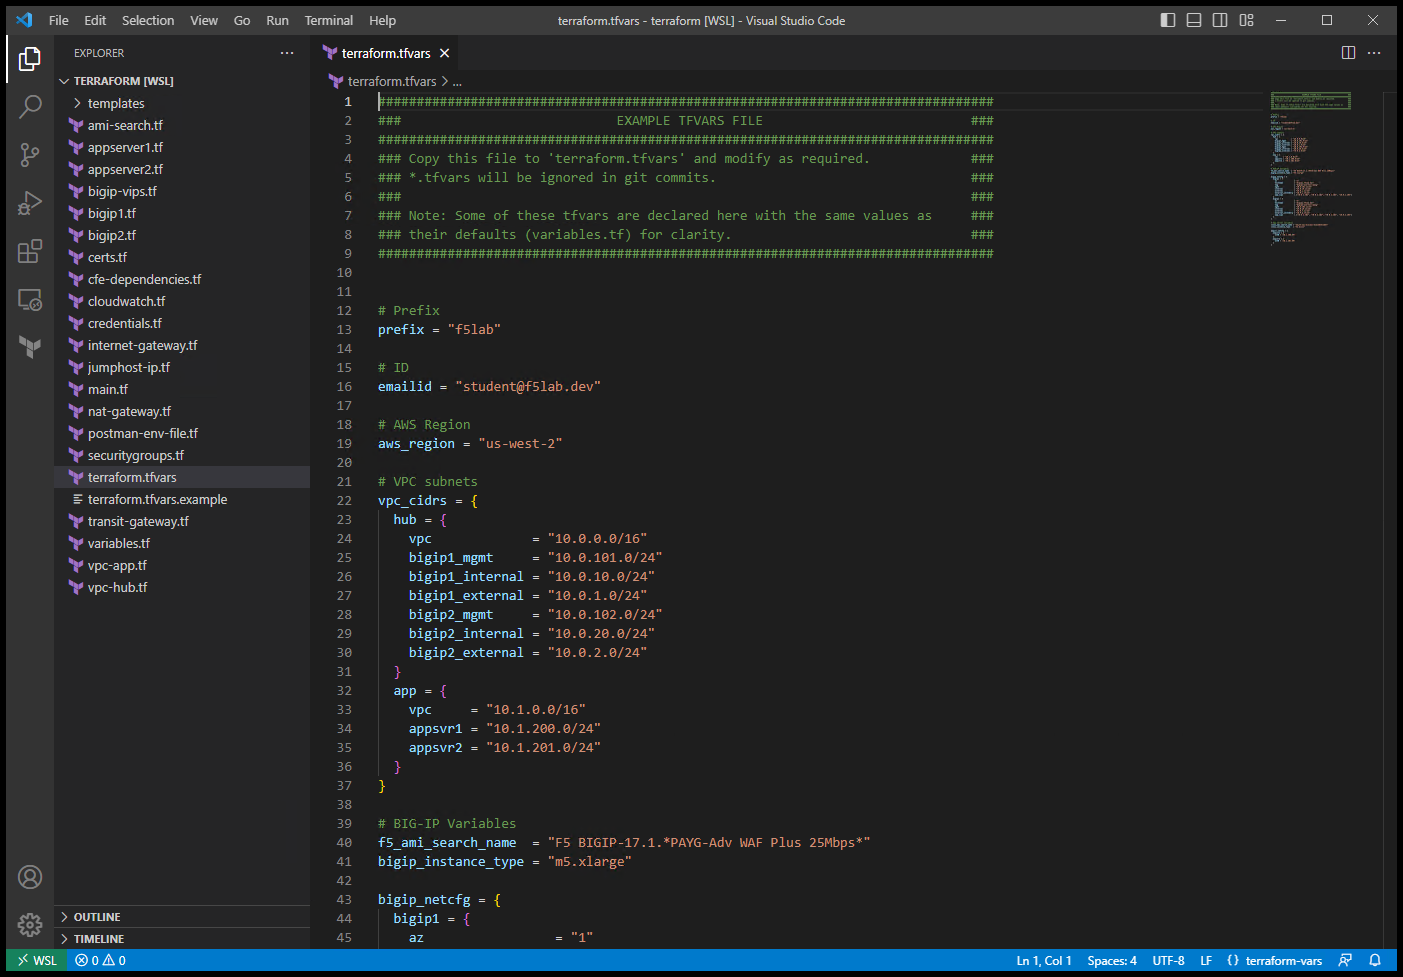 File Edit Selection View Go Run Terminal Help
terraform.tfvars - terraform [WSL] - Visual Studio Code
EXPLORER
TERRAFORM [WSL]
templates
ami-search.tf
appserver1.tf
appserver2.tf
bigip-vips.tf
bigip1.tf
bigip2.tf
certs.tf
cfe-dependencies.tf
cloudwatch.tf
credentials.tf
internet-gateway.tf
jumphost-ip.tf
main.tf
nat-gateway.tf
postman-env-file.tf
securitygroups.tf
terraform.tfvars
terraform.tfvars.example
transit-gateway.tf
variables.tf
vpc-app.tf
vpc-hub.tf
OUTLINE
TIMELINE
terraform.tfvars
terraform.tfvars > ...
1 ################################################################################
2 ### EXAMPLE TFVARS FILE ###
3 ################################################################################
4 ### Copy this file to 'terraform.tfvars' and modify as required. ###
5 ### *.tfvars will be ignored in git commits. ###
6 ### ###
7 ### Note: Some of these tfvars are declared here with the same values as ###
8 ### their defaults (variables.tf) for clarity. ###
9 ################################################################################
10
11
12 # Prefix
13 prefix = "f5lab"
14
15 # ID
16 emailid = "student@f5lab.dev"
17
18 # AWS Region
19 aws_region = "us-west-2"
20
21 # VPC subnets
22 vpc_cidrs = {
23 hub = {
24 vpc = "10.0.0.0/16"
25 bigip1_mgmt = "10.0.101.0/24"
26 bigip1_internal = "10.0.10.0/24"
27 bigip1_external = "10.0.1.0/24"
28 bigip2_mgmt = "10.0.102.0/24"
29 bigip2_internal = "10.0.20.0/24"
30 bigip2_external = "10.0.2.0/24"
31 }
32 app = {
33 vpc = "10.1.0.0/16"
34 appsvr1 = "10.1.200.0/24"
35 appsvr2 = "10.1.201.0/24"
36 }
37 }
38
39 # BIG-IP Variables
40 f5_ami_search_name = "F5 BIGIP-17.1.*PAYG-Adv WAF Plus 25Mbps*"
41 bigip_instance_type = "m5.xlarge"
42
43 bigip_netcfg = {
44 bigip1 = {
45 az = "1"
WSL 0 0
Ln 1, Col 1 Spaces: 4 UTF-8 LF {} terraform-vars